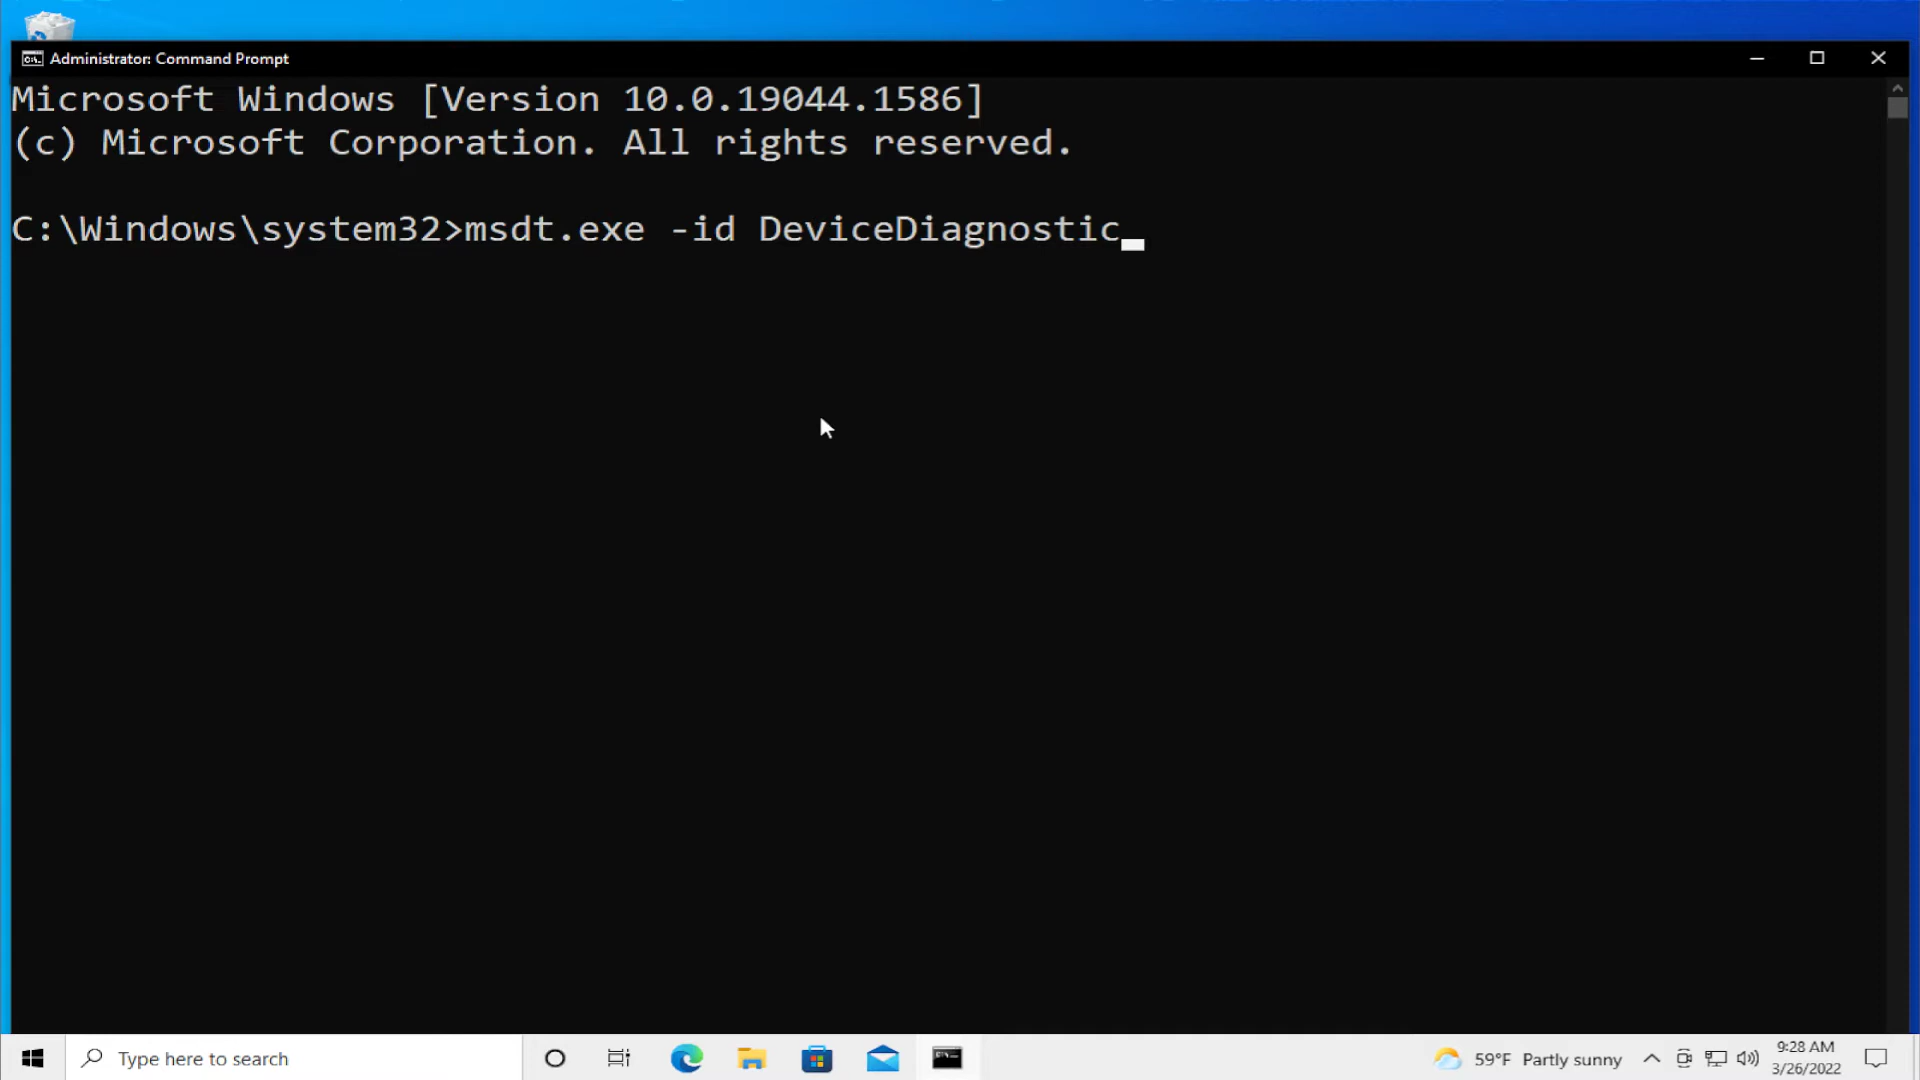 Administrator: Command Prompt
Microsoft Windows [Version 10.0.19044.1586]
(c) Microsoft Corporation. All rights reserved.
C:\Windows\system32>msdt.exe -id DeviceDiagnostic
Type here to search
59°F Partly sunny
9:28 AM
3/26/2022